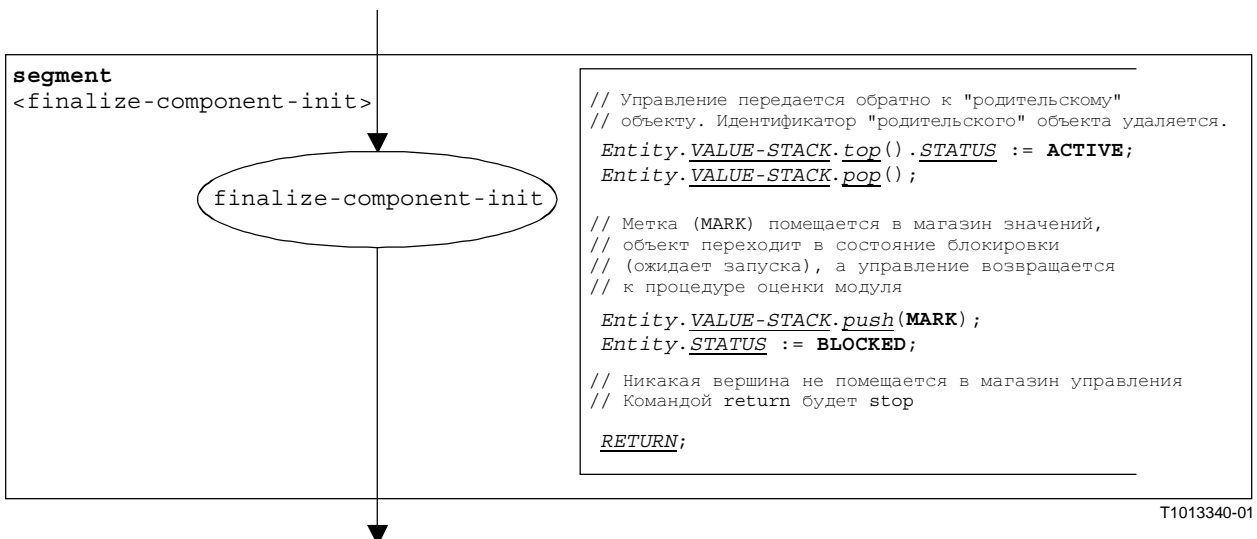 segment
<finalize-component-init>
finalize-component-init
// Управление передается обратно к "родительскому"
// объекту. Идентификатор "родительского" объекта удаляется.
Entity.VALUE-STACK.top().STATUS := ACTIVE;
Entity.VALUE-STACK.pop();
// Метка (MARK) помещается в магазин значений,
// объект переходит в состояние блокировки
// (ожидает запуска), а управление возвращается
// к процедуре оценки модуля
Entity.VALUE-STACK.push(MARK);
Entity.STATUS := BLOCKED;
// Никакая вершина не помещается в магазин управления
// Командой return будет stop
RETURN;
T1013340-01